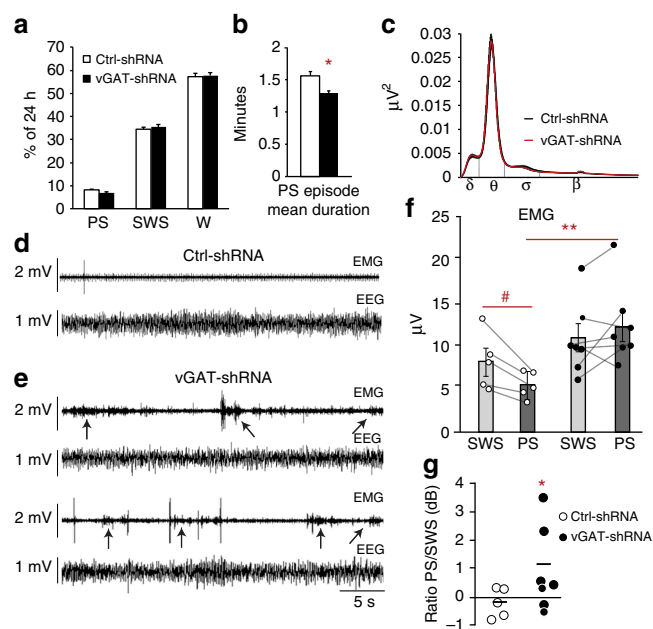 a
% of 24 h
70
60
50
40
30
20
10
0
Ctrl-shRNA
vGAT-shRNA
PS SWS W
b
Minutes
2
1.5
1
0.5
0
*
PS episode
mean duration
c
μV²
0.03
0.025
0.02
0.015
0.01
0.005
0
Ctrl-shRNA
vGAT-shRNA
δ θ σ β
d
Ctrl-shRNA
2 mV
EMG
1 mV
EEG
e
vGAT-shRNA
2 mV
EMG
1 mV
EEG
2 mV
EMG
1 mV
EEG
5 s
f
EMG
μV
25
20
15
10
5
0
#
**
SWS PS SWS PS
g
Ratio PS/SWS (dB)
4
3
2
1
0
–1
*
Ctrl-shRNA
vGAT-shRNA